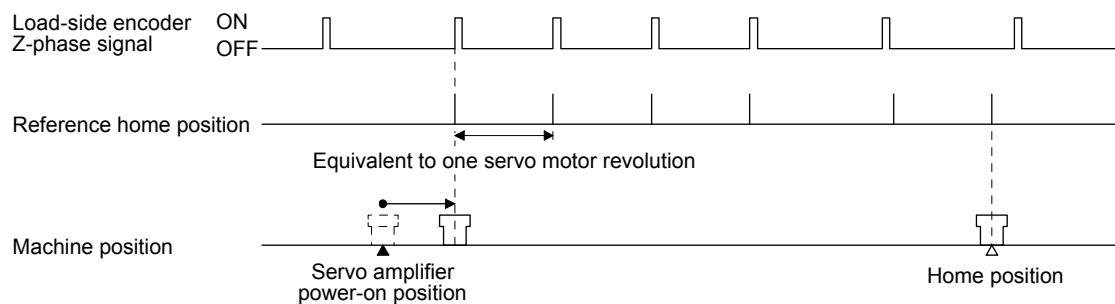 Load-side encoder ON
Z-phase signal OFF
Reference home position
Equivalent to one servo motor revolution
Machine position
Servo amplifier
power-on position
Home position